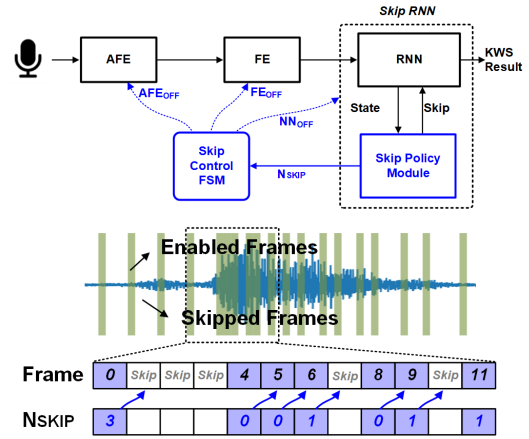 Skip RNN
AFE
FE
RNN
KWS
Result
AFEOFF
FEOFF
NNOFF
State
Skip
Skip
Control
FSM
NSKIP
Skip Policy
Module
Enabled Frames
Skipped Frames
Frame 0 Skip Skip Skip 4 5 6 Skip 8 9 Skip 11
NSKIP 3 0 0 1 0 1 1